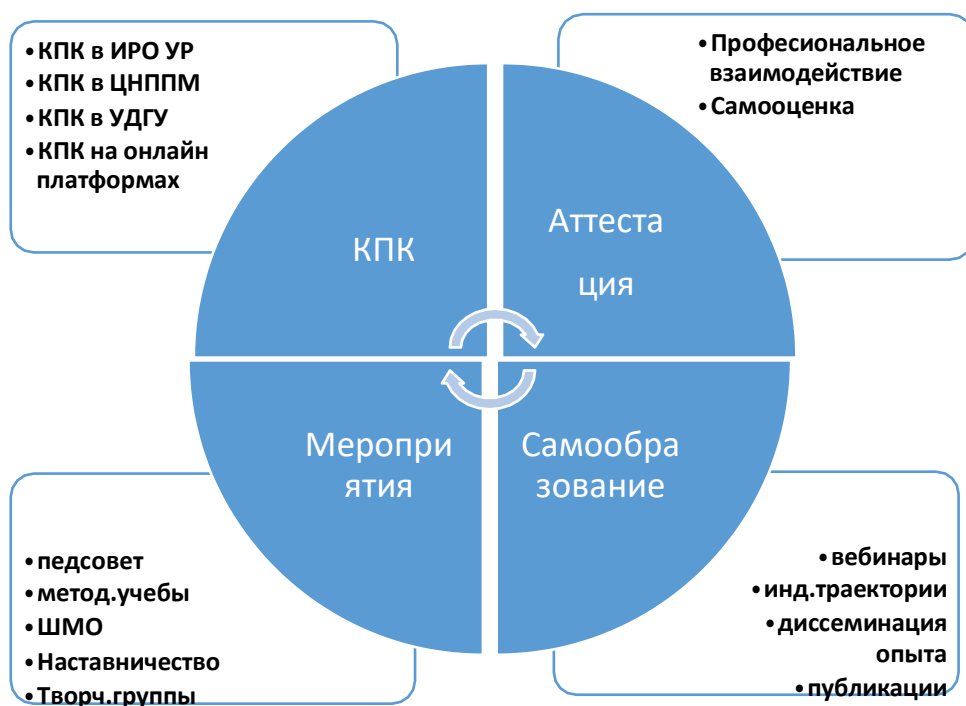 • КПК в ИРО УР
• КПК в ЦНППМ
• КПК в УДГУ
• КПК на онлайн
платформах
• Професиональное
взаимодействие
• Самооценка
КПК
Аттеста
ция
Меропри
ятия
Самообра
зование
• педсовет
• метод.учебы
• ШМО
• Наставничество
• Творч.группы
• вебинары
• инд.траектории
• диссеминация
опыта
• публикации